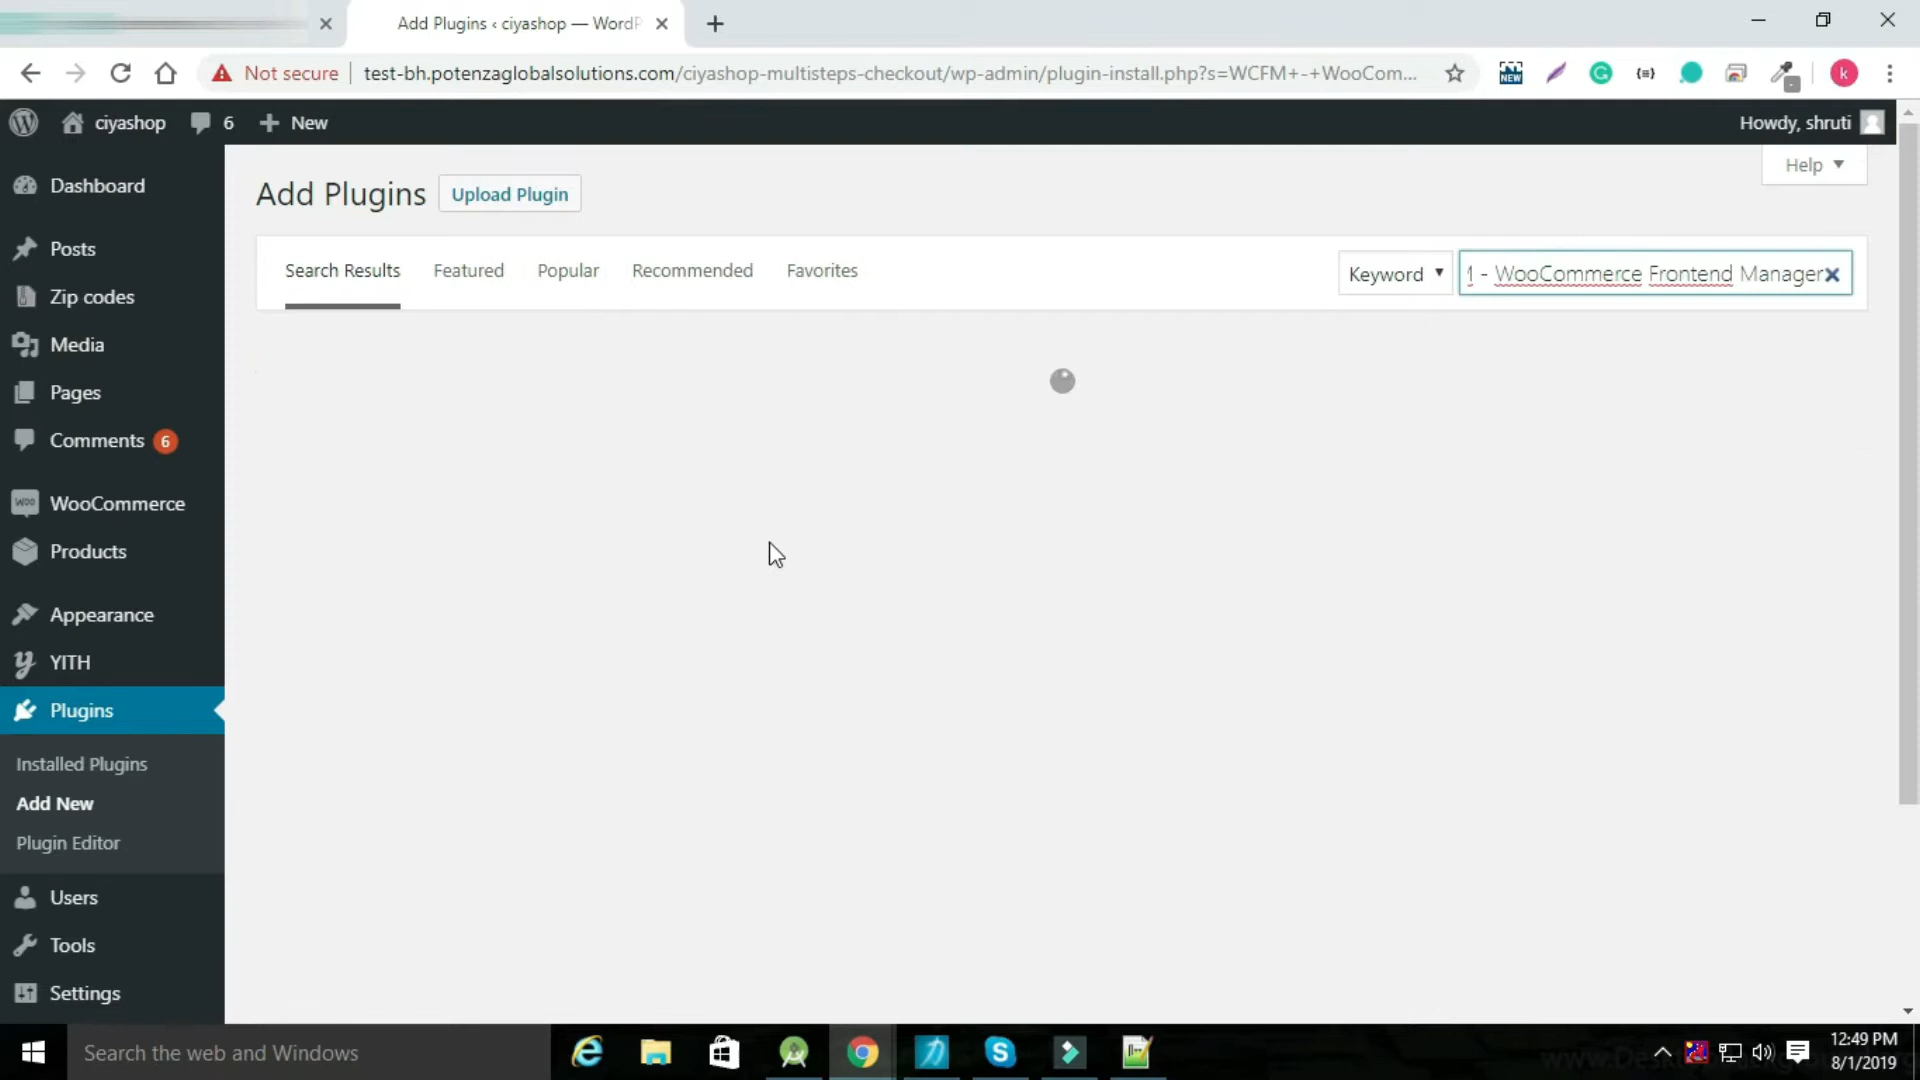 Add Plugins ‹ ciyashop — WordP
Not secure
test-bh.potenzaglobalsolutions.com/ciyashop-multisteps-checkout/wp-admin/plugin-install.php?s=WCFM+-+WooCom...
NEW
k
ciyashop
6
New
Howdy, shruti
Help
Dashboard
Posts
Zip codes
Media
Pages
Comments 6
WooCommerce
Products
Appearance
YITH
Plugins
Installed Plugins
Add New
Plugin Editor
Users
Tools
Settings
Add Plugins
Upload Plugin
Search Results
Featured
Popular
Recommended
Favorites
Keyword
- WooCommerce Frontend Manager
Search the web and Windows
12:49 PM
8/1/2019